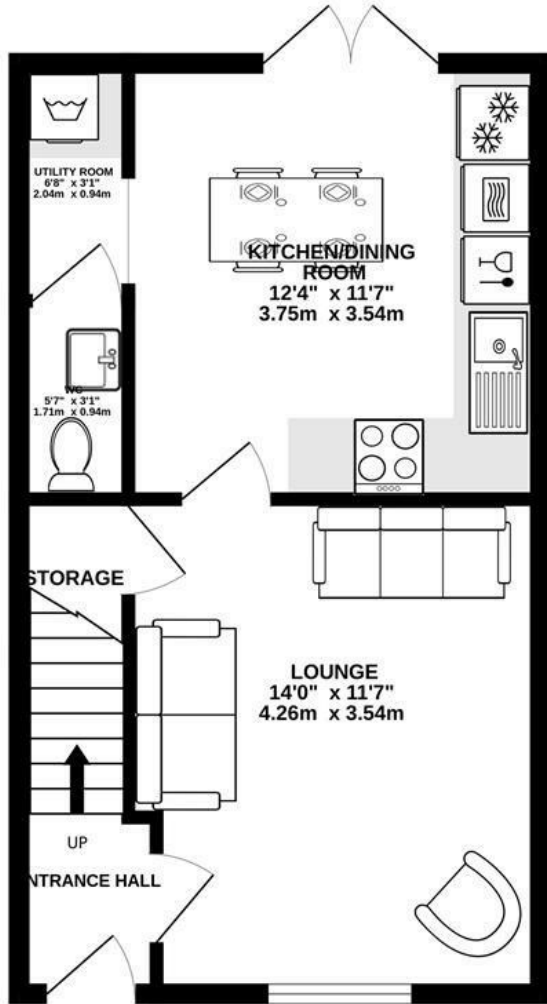 UTILITY ROOM
6'8" x 3'1"
2.04m x 0.94m
KITCHEN/DINING
ROOM
12'4" x 11'7"
3.75m x 3.54m
WC
5'7" x 3'1"
1.71m x 0.94m
STORAGE
LOUNGE
14'0" x 11'7"
4.26m x 3.54m
UP
NTRANCE HALL